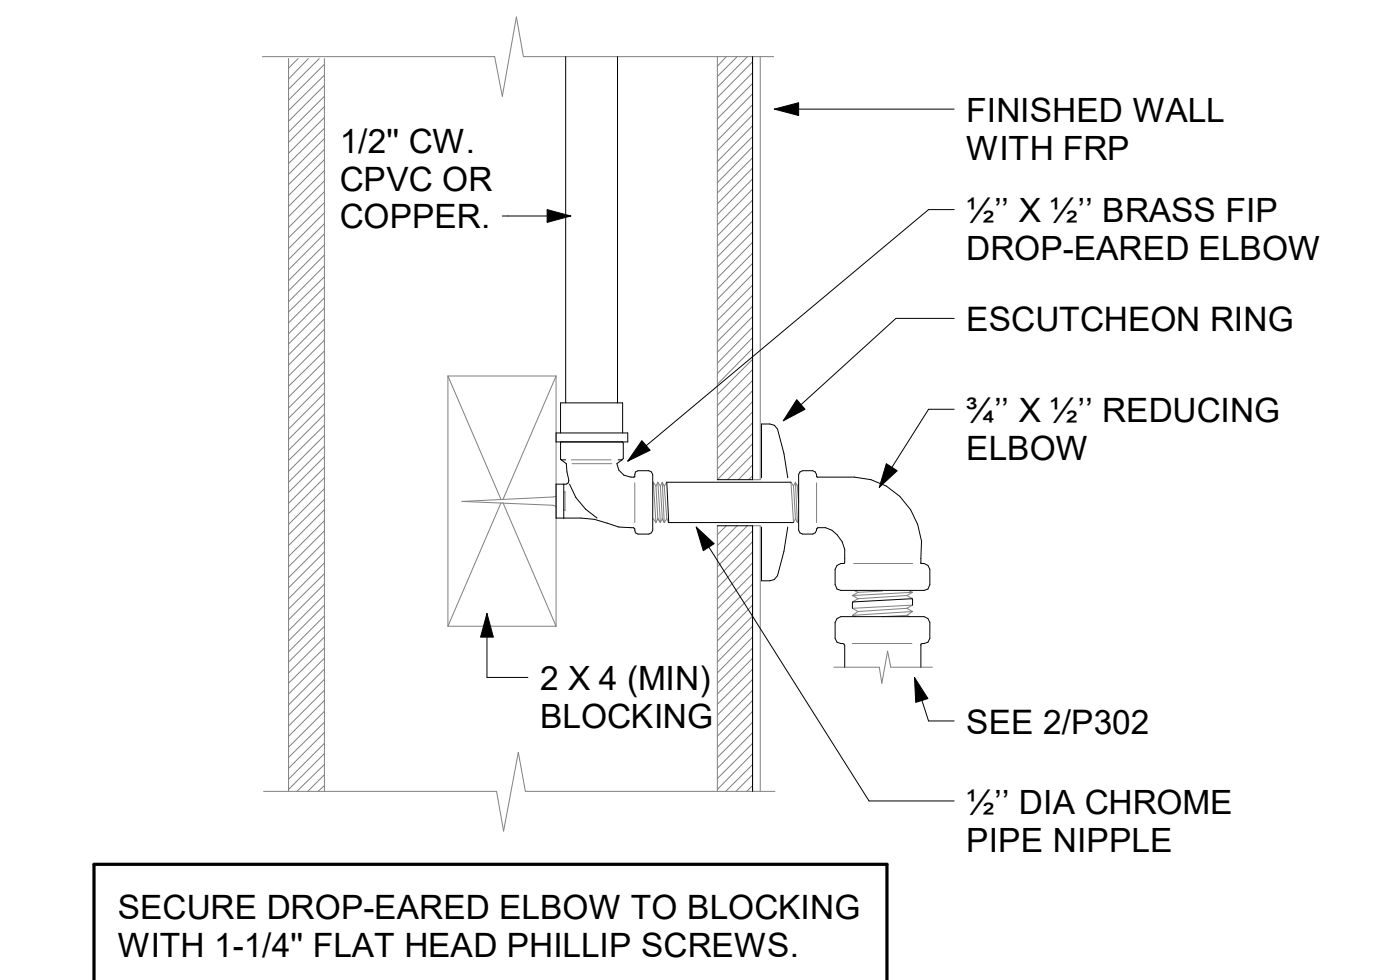 1/2" CW.
CPVC OR
COPPER.
FINISHED WALL
WITH FRP
½’’ X ½’’ BRASS FIP
DROP-EARED ELBOW
ESCUTCHEON RING
¾’’ X ½’’ REDUCING
ELBOW
2 X 4 (MIN)
BLOCKING
SEE 2/P302
½’’ DIA CHROME
PIPE NIPPLE
SECURE DROP-EARED ELBOW TO BLOCKING
WITH 1-1/4" FLAT HEAD PHILLIP SCREWS.